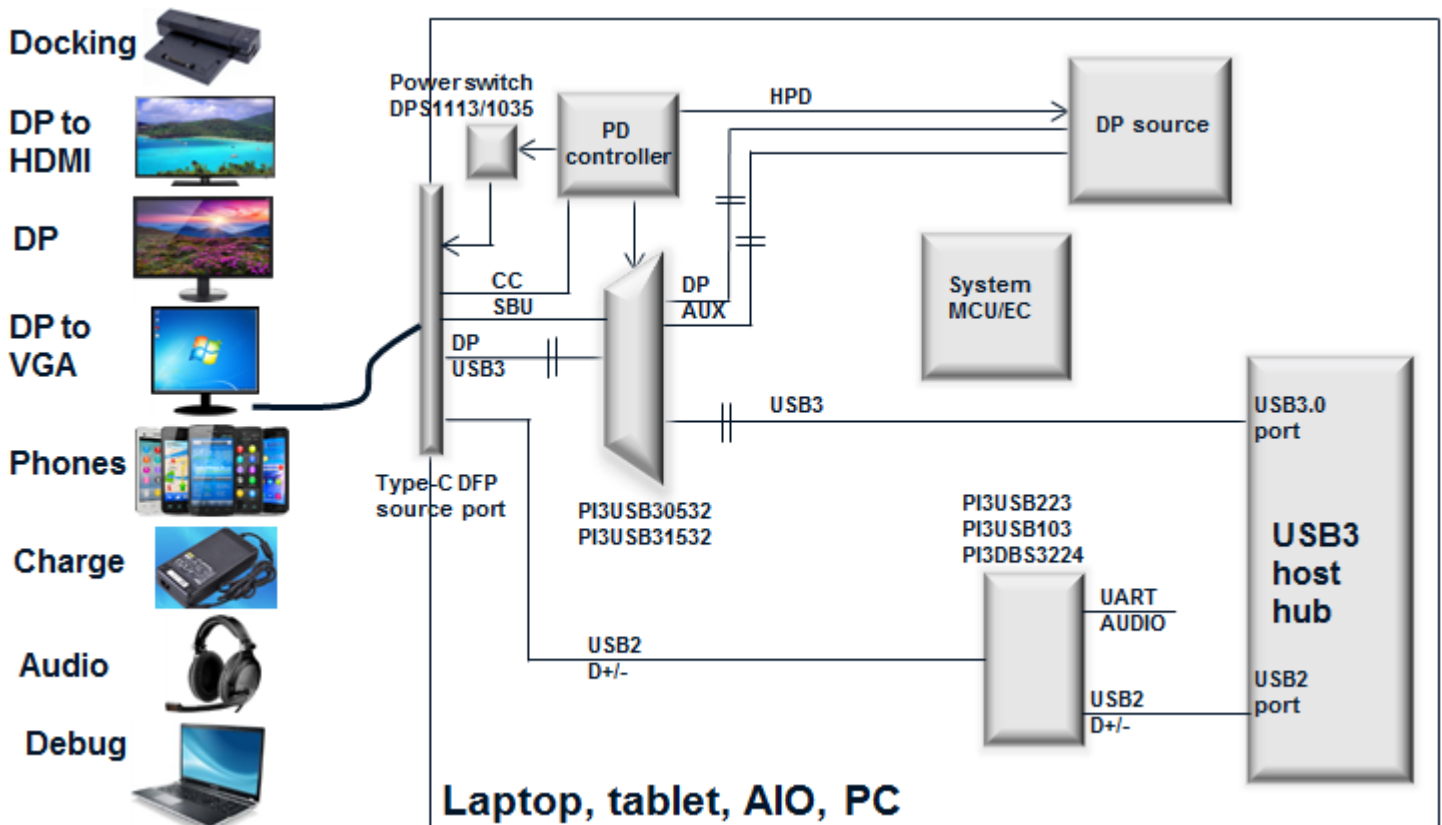 Docking
DP to
HDMI
DP
DP to
VGA
Phones
Charge
Audio
Debug
Power switch
DPS1113/1035
PD
controller
HPD
DP source
System
MCU/EC
CC
SBU
DP
USB3
DP
AUX
USB3
Type-C DFP
source port
PI3USB30532
PI3USB31532
PI3USB223
PI3USB103
PI3DBS3224
UART
AUDIO
USB2
D+/-
USB2
D+/-
USB3.0
port
USB3
host
hub
USB2
port
Laptop, tablet, AIO, PC